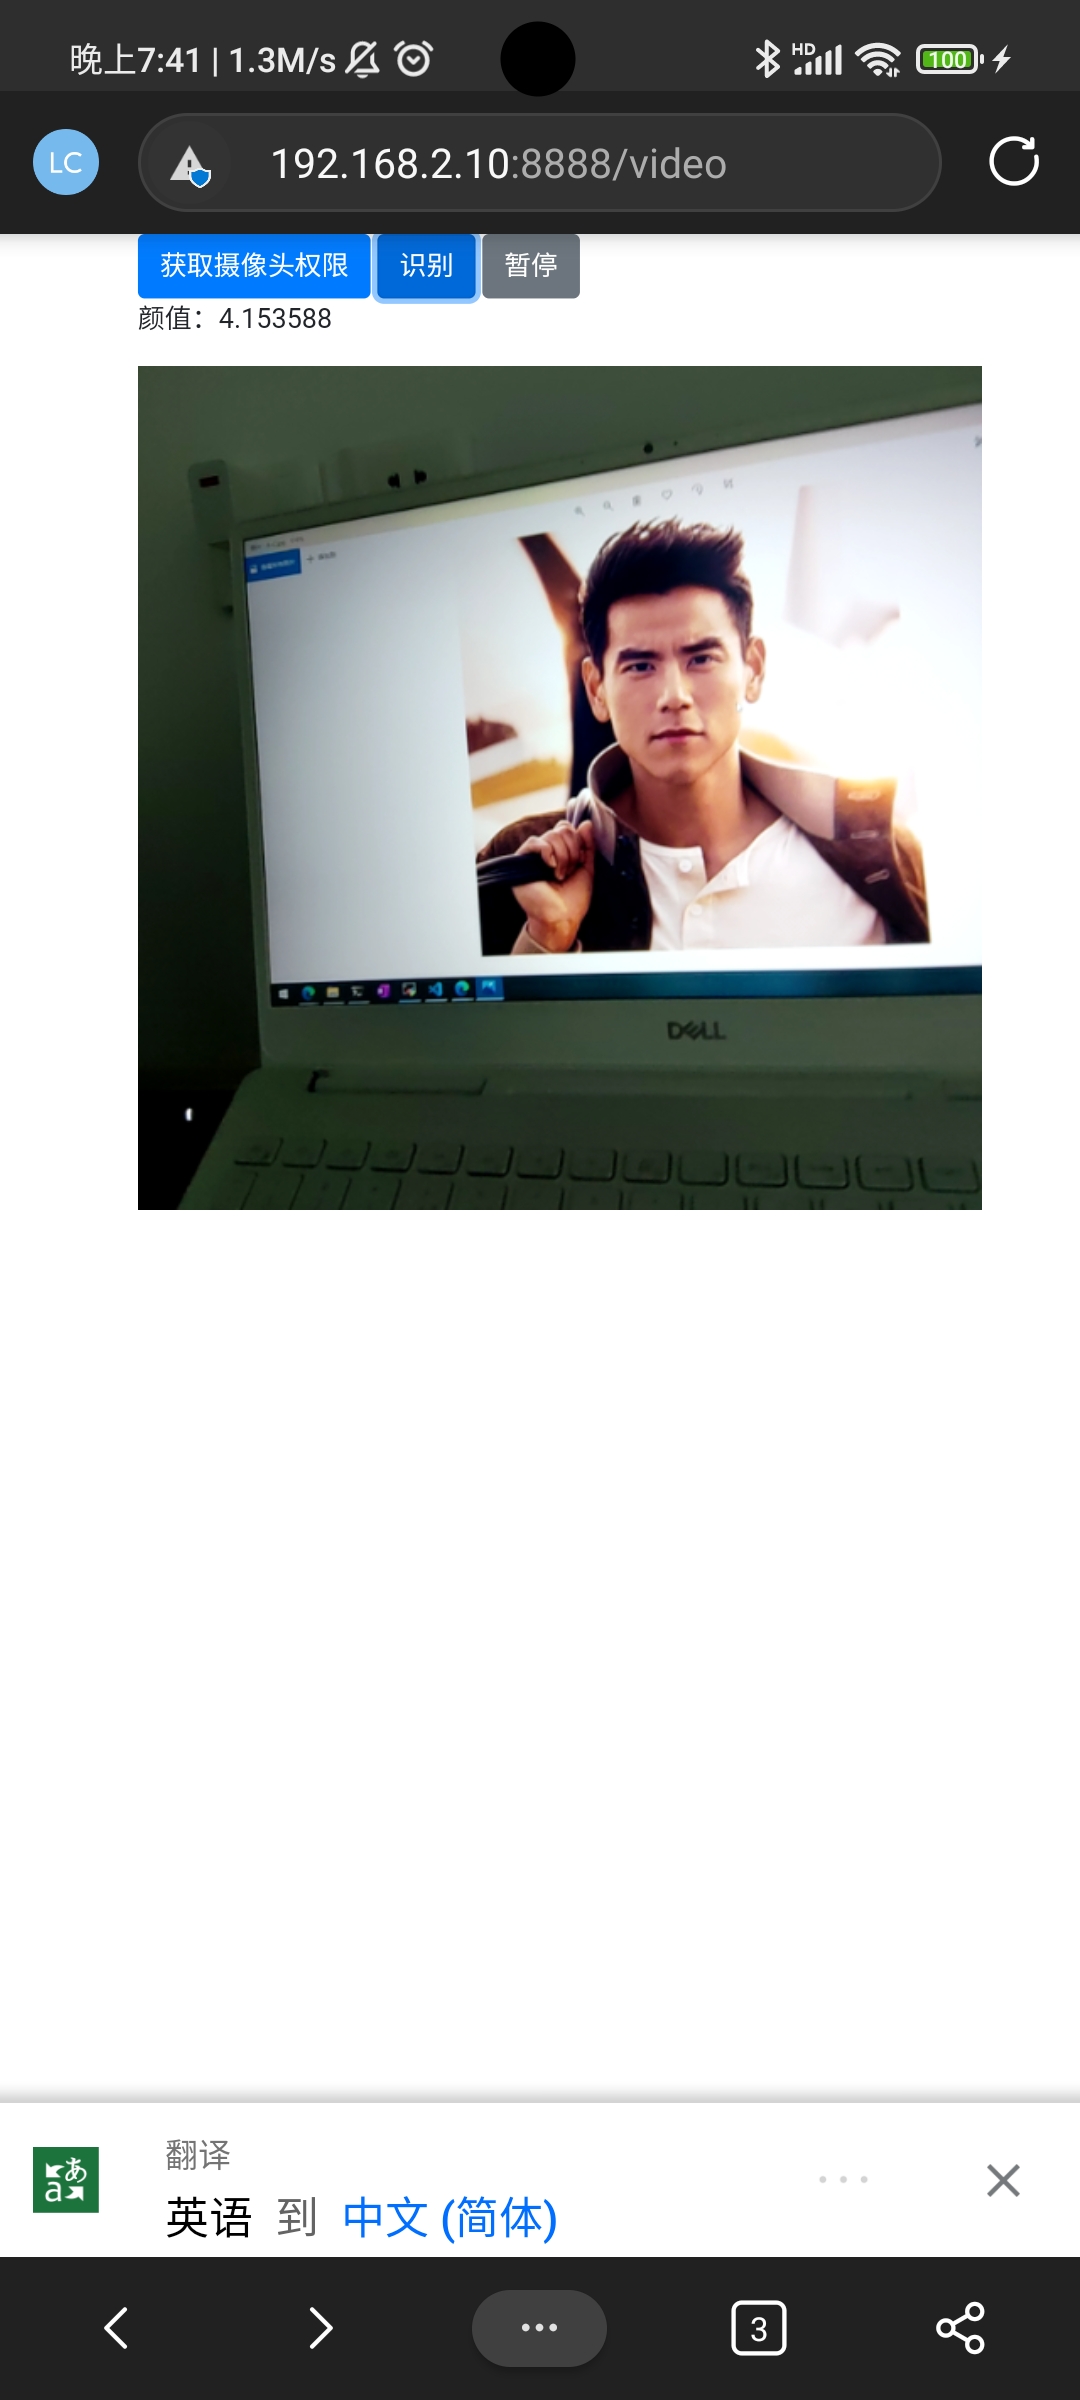 晚上7:41 | 1.3M/s
HD
100
LC
192.168.2.10:8888/video
获取摄像头权限 识别 暂停
颜值：4.153588
DELL
翻译
英语 到 中文 (简体)
3